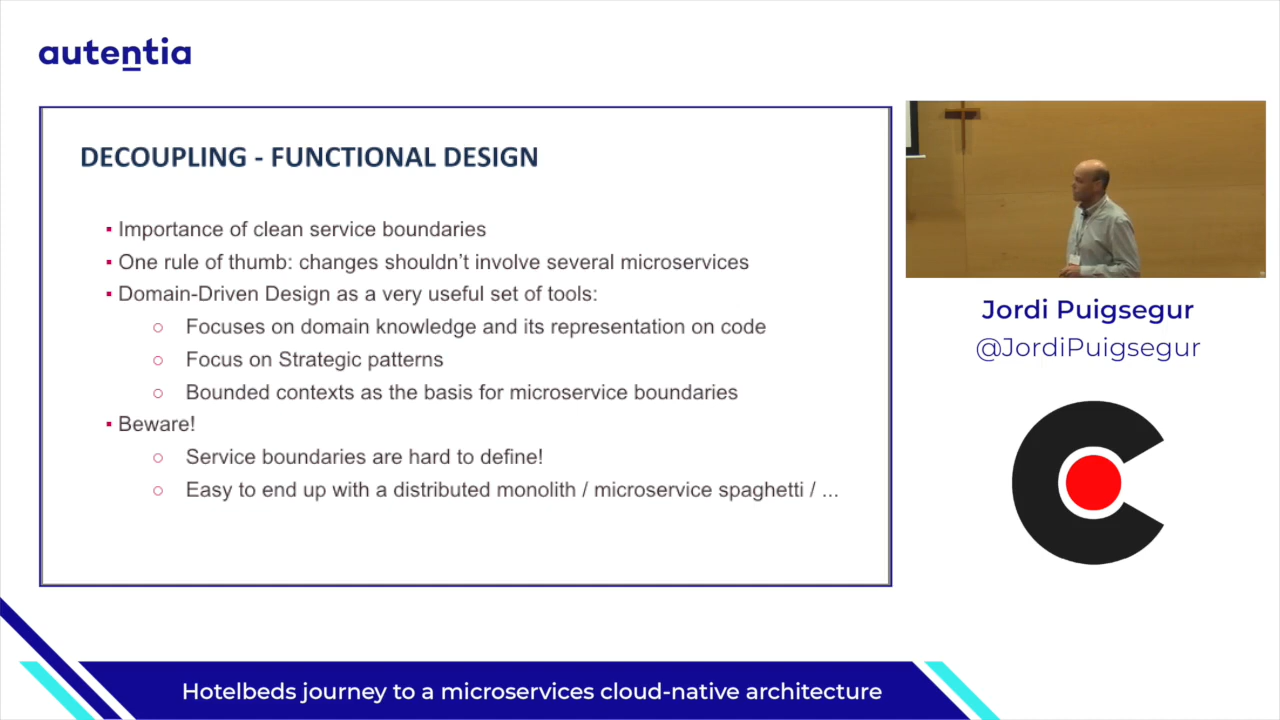 autentia
DECOUPLING - FUNCTIONAL DESIGN
▪ Importance of clean service boundaries
▪ One rule of thumb: changes shouldn't involve several microservices
▪ Domain-Driven Design as a very useful set of tools:
○ Focuses on domain knowledge and its representation on code
○ Focus on Strategic patterns
○ Bounded contexts as the basis for microservice boundaries
▪ Beware!
○ Service boundaries are hard to define!
○ Easy to end up with a distributed monolith / microservice spaghetti / ...
Jordi Puigsegur
@JordiPuigsegur
Hotelbeds journey to a microservices cloud-native architecture